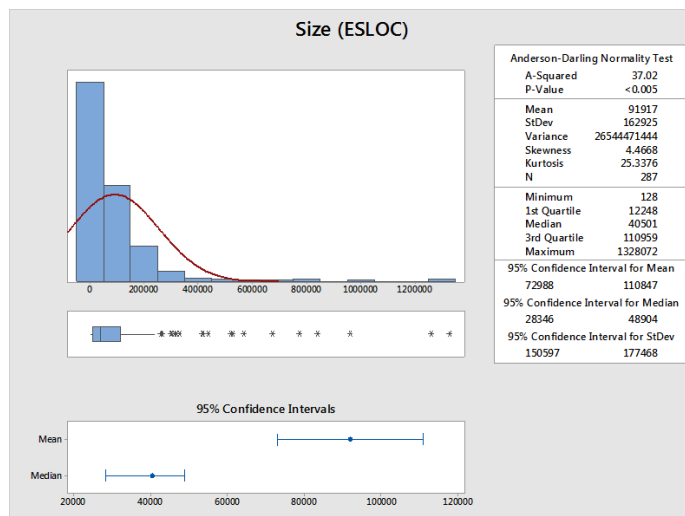 Size (ESLOC)
0 200000 400000 600000 800000 1000000 1200000
Anderson-Darling Normality Test
A-Squared 37.02
P-Value <0.005
Mean 91917
StDev 162925
Variance 26544471444
Skewness 4.4668
Kurtosis 25.3376
N 287
Minimum 128
1st Quartile 12248
Median 40501
3rd Quartile 110959
Maximum 1328072
95% Confidence Interval for Mean
72988 110847
95% Confidence Interval for Median
28346 48904
95% Confidence Interval for StDev
150597 177468
95% Confidence Intervals
Mean
Median
20000 40000 60000 80000 100000 120000